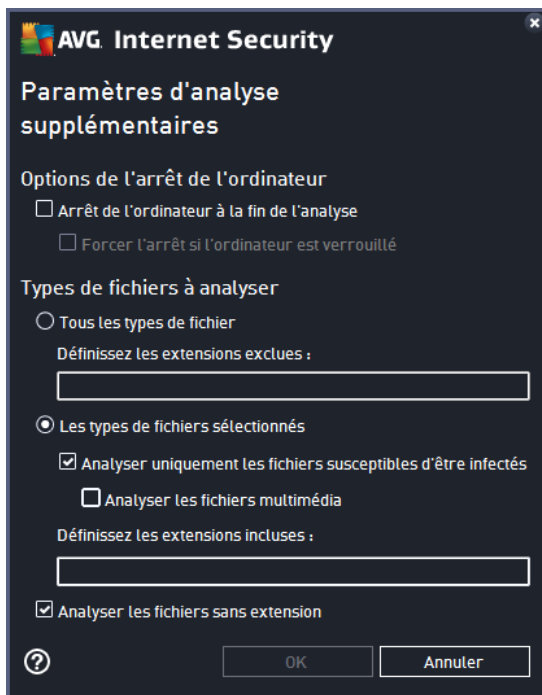 AVG Internet Security
Paramètres d'analyse
supplémentaires
Options de l'arrêt de l'ordinateur
Arrêt de l'ordinateur à la fin de l'analyse
Forcer l'arrêt si l'ordinateur est verrouillé
Types de fichiers à analyser
Tous les types de fichier
Définissez les extensions exclues :
Les types de fichiers sélectionnés
Analyser uniquement les fichiers susceptibles d'être infectés
Analyser les fichiers multimédia
Définissez les extensions incluses :
Analyser les fichiers sans extension
OK
Annuler